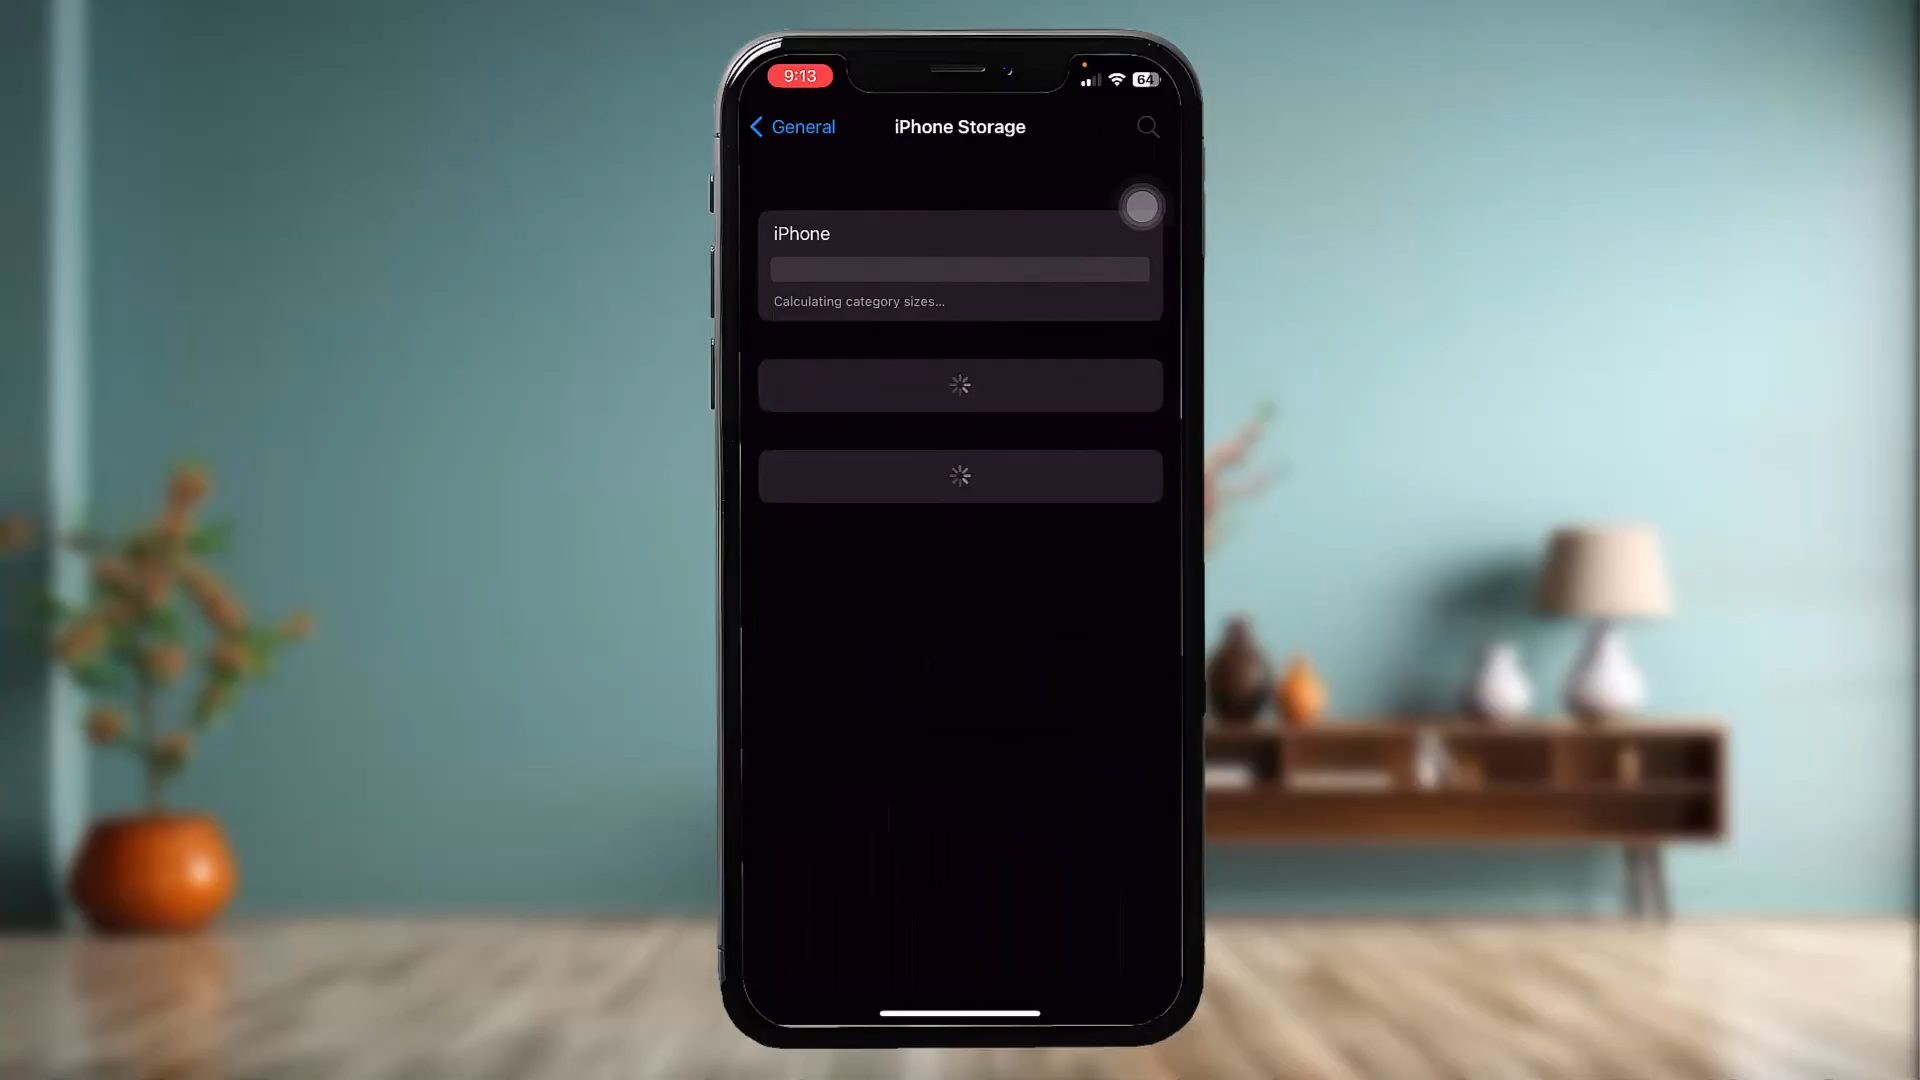 9:13
64
General
iPhone Storage
iPhone
Calculating category sizes...